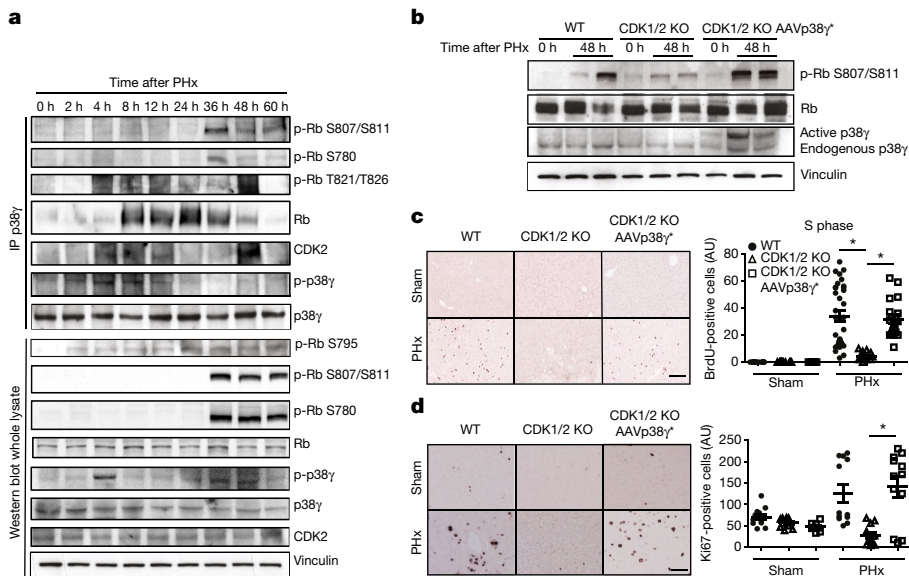 a
Time after PHx
0 h 2 h 4 h 8 h 12 h 24 h 36 h 48 h 60 h
IP p38γ
p-Rb S807/S811
p-Rb S780
p-Rb T821/T826
Rb
CDK2
p-p38γ
p38γ
Western blot whole lysate
p-Rb S795
p-Rb S807/S811
p-Rb S780
Rb
p-p38γ
p38γ
CDK2
Vinculin
b
WT CDK1/2 KO CDK1/2 KO AAVp38γ*
Time after PHx 0 h 48 h 0 h 48 h 0 h 48 h
p-Rb S807/S811
Rb
Active p38γ
Endogenous p38γ
Vinculin
c
WT CDK1/2 KO CDK1/2 KO
AAVp38γ*
Sham
PHx
S phase
BrdU-positive cells (AU)
80
60
40
20
0
WT
CDK1/2 KO
CDK1/2 KO
AAVp38γ*
* *
Sham PHx
d
WT CDK1/2 KO CDK1/2 KO
AAVp38γ*
Sham
PHx
Ki67-positive cells (AU)
250
200
150
100
50
0
*
Sham PHx